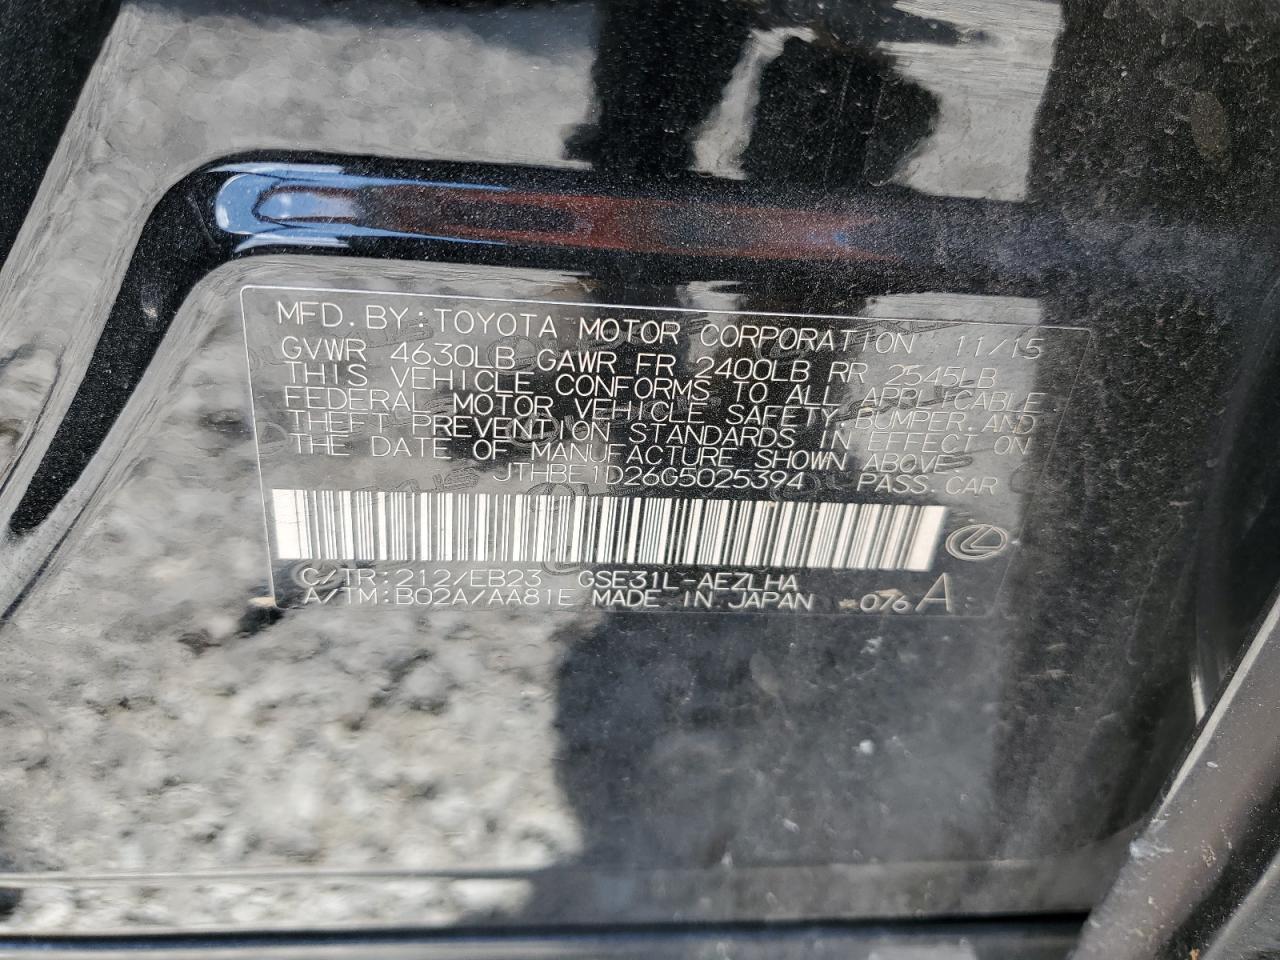 MFD. BY: TOYOTA MOTOR CORPORATION 11/15
GVWR 4630LB GAWR FR 2400LB RR 2545LB
THIS VEHICLE CONFORMS TO ALL APPLICABLE
FEDERAL MOTOR VEHICLE SAFETY, BUMPER, AND
THEFT PREVENTION STANDARDS IN EFFECT ON
THE DATE OF MANUFACTURE SHOWN ABOVE.
JTHBE1D26G5025394 PASS. CAR
C/TR: 212/EB23 GSE31L-AEZLHA
A/TM: B02A/AA81E MADE IN JAPAN -076 A